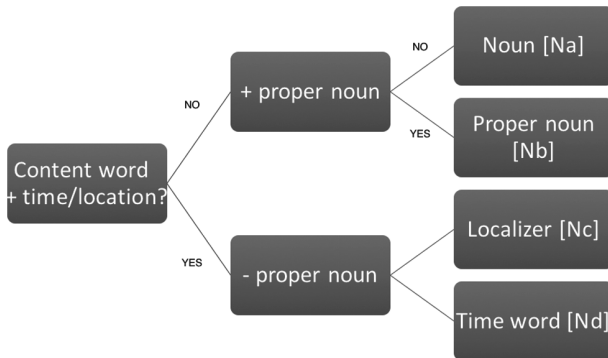 Content word
+ time/location?
NO
YES
+ proper noun
- proper noun
NO
YES
Noun [Na]
Proper noun
[Nb]
Localizer [Nc]
Time word [Nd]